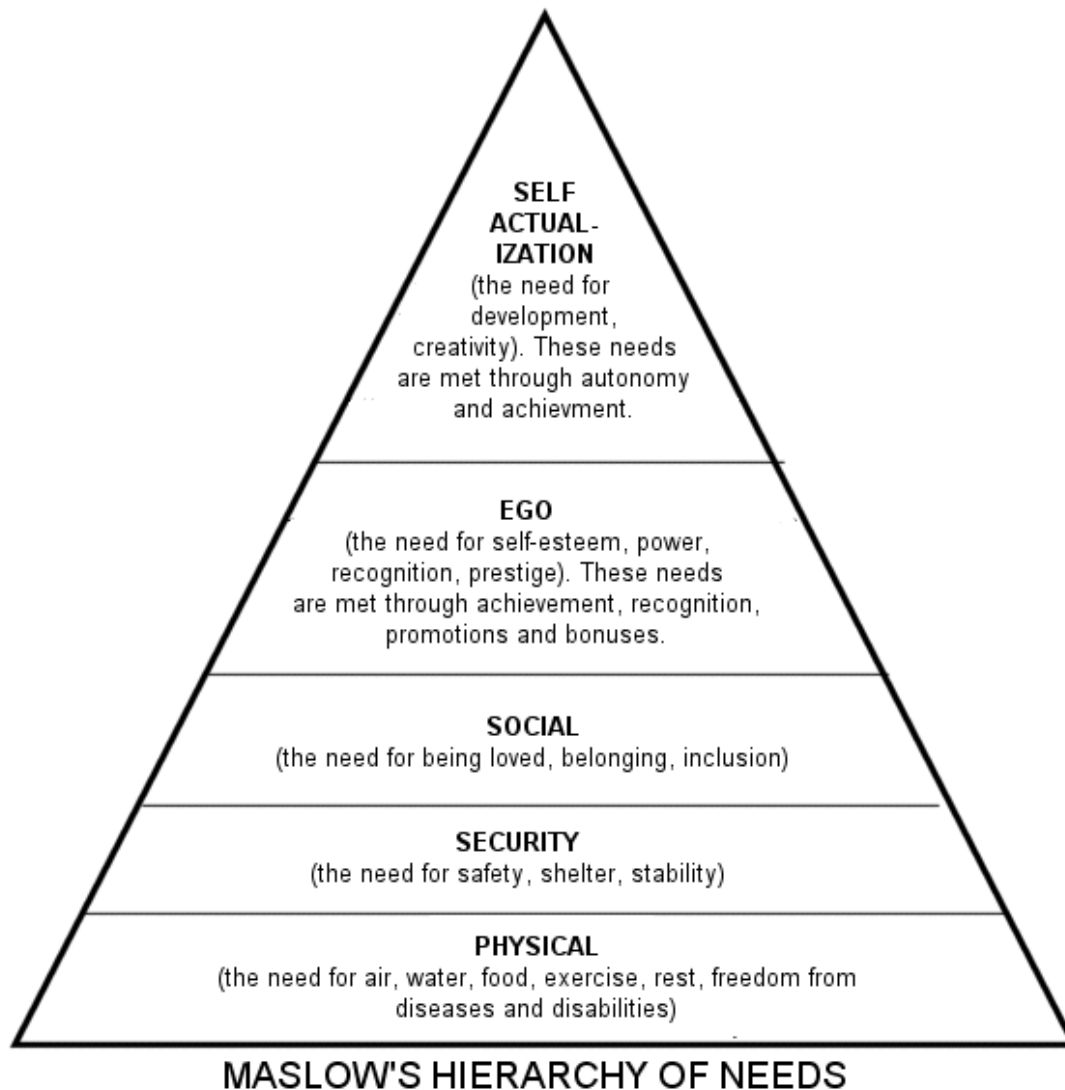 SELF
ACTUAL-
IZATION
(the need for
development,
creativity). These needs
are met through autonomy
and achievment.
EGO
(the need for self-esteem, power,
recognition, prestige). These needs
are met through achievement, recognition,
promotions and bonuses.
SOCIAL
(the need for being loved, belonging, inclusion)
SECURITY
(the need for safety, shelter, stability)
PHYSICAL
(the need for air, water, food, exercise, rest, freedom from
diseases and disabilities)
MASLOW'S HIERARCHY OF NEEDS